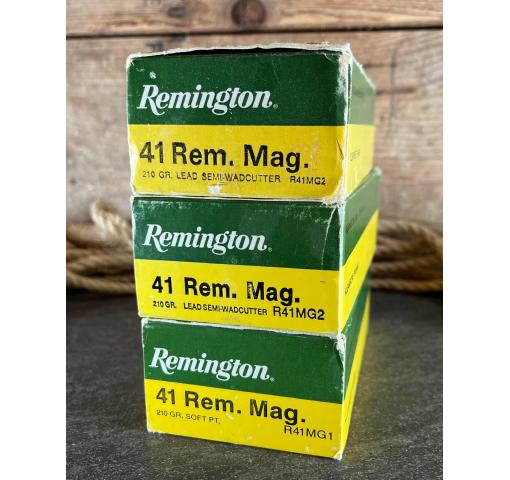 Remington®
41 Rem. Mag.
210 GR. LEAD SEMI-WADCUTTER R41MG2
Remington®
41 Rem. Mag.
210 GR. LEAD SEMI-WADCUTTER R41MG2
Remington®
41 Rem. Mag.
210 GR. SOFT PT. R41MG1